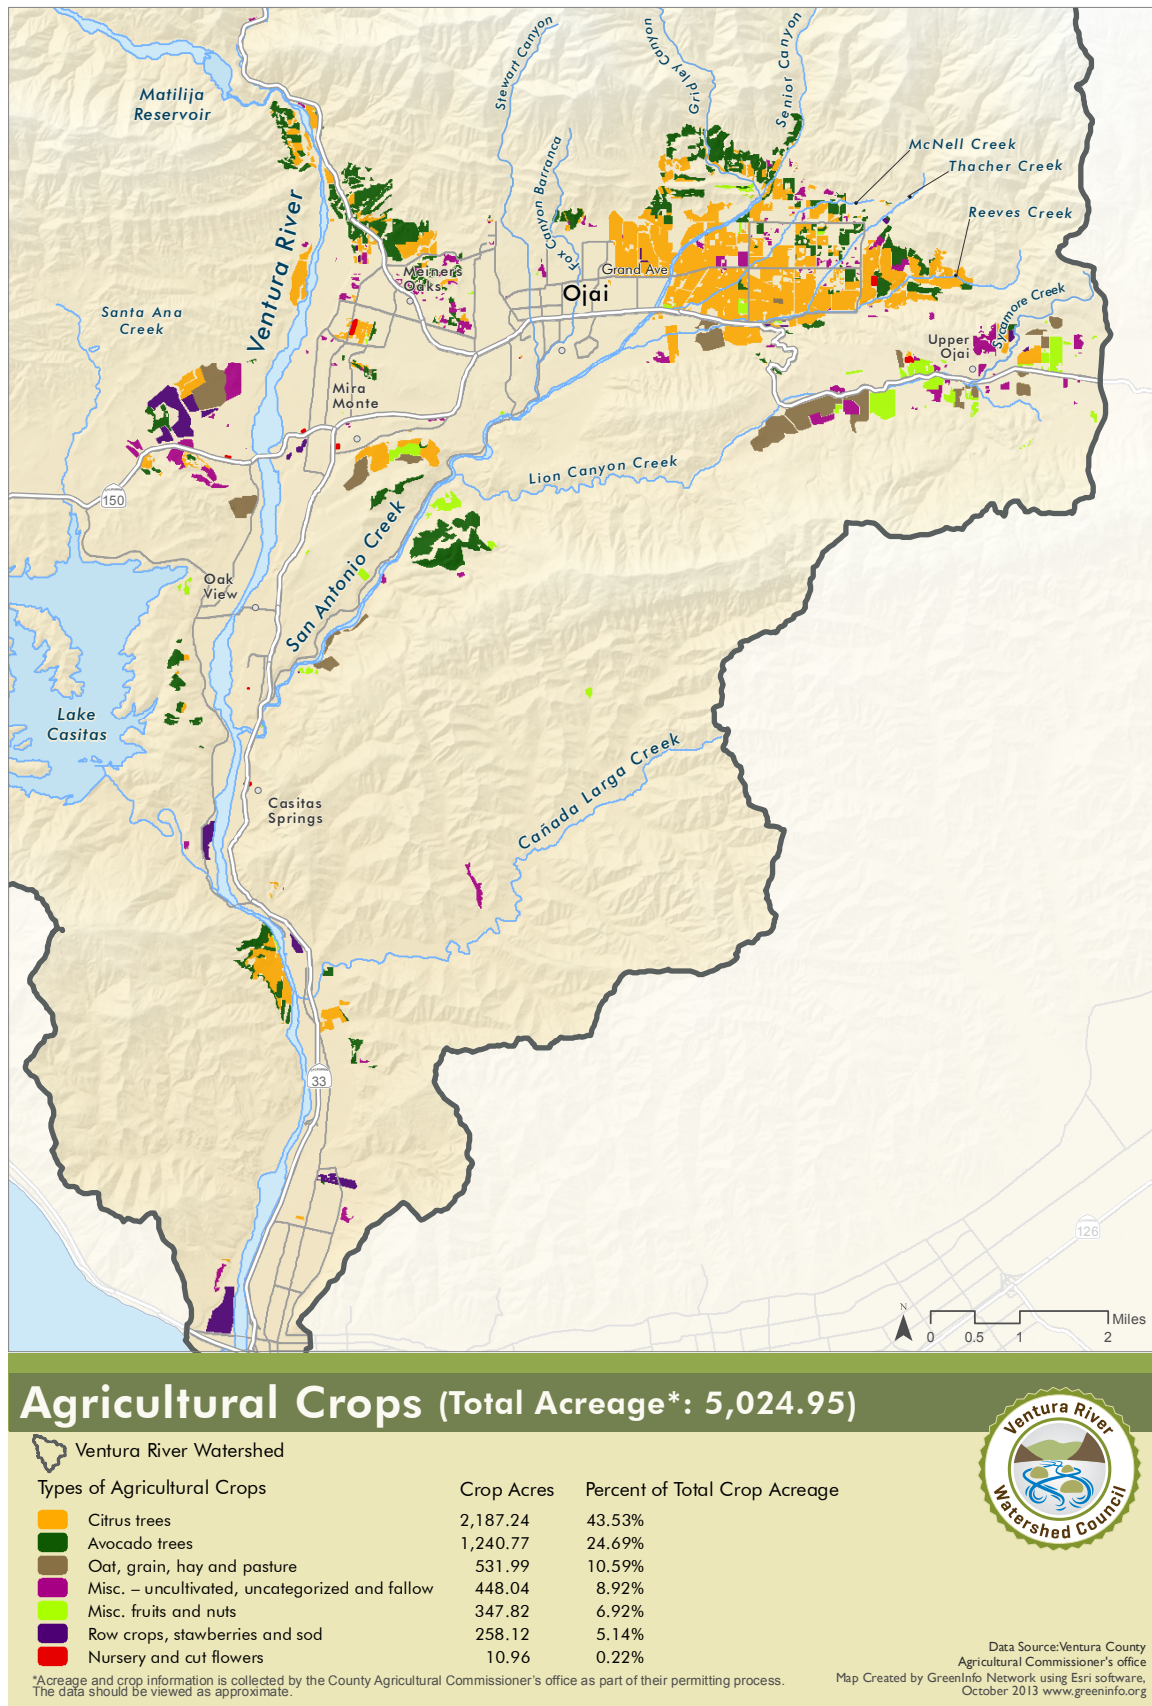 Stewart Canyon
Gridley Canyon
Senior Canyon
Matilija
Reservoir
McNell Creek
Thacher Creek
Reeves Creek
Fox Canyon Barranca
Ventura River
Grand Ave
Meiners
Oaks
Ojai
Santa Ana
Creek
Sycamore Creek
Upper
Ojai
Mira
Monte
Lion Canyon Creek
150
San Antonio Creek
Oak
View
Lake
Casitas
Cañada Larga Creek
Casitas
Springs
CALIFORNIA
33
126
N
0 0.5 1 2 Miles
Agricultural Crops (Total Acreage*: 5,024.95)
Ventura River Watershed
Types of Agricultural Crops Crop Acres Percent of Total Crop Acreage
Citrus trees 2,187.24 43.53%
Avocado trees 1,240.77 24.69%
Oat, grain, hay and pasture 531.99 10.59%
Misc. – uncultivated, uncategorized and fallow 448.04 8.92%
Misc. fruits and nuts 347.82 6.92%
Row crops, stawberries and sod 258.12 5.14%
Nursery and cut flowers 10.96 0.22%
*Acreage and crop information is collected by the County Agricultural Commissioner's office as part of their permitting process.
The data should be viewed as approximate.
Ventura River
Watershed Council
Data Source:Ventura County
Agricultural Commissioner's office
Map Created by GreenInfo Network using Esri software,
October 2013 www.greeninfo.org